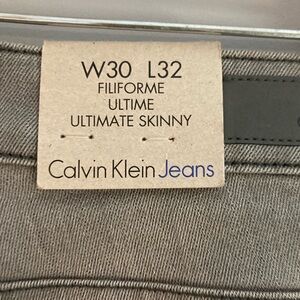 W30 L32
FILIFORME
ULTIME
ULTIMATE SKINNY
Calvin Klein Jeans